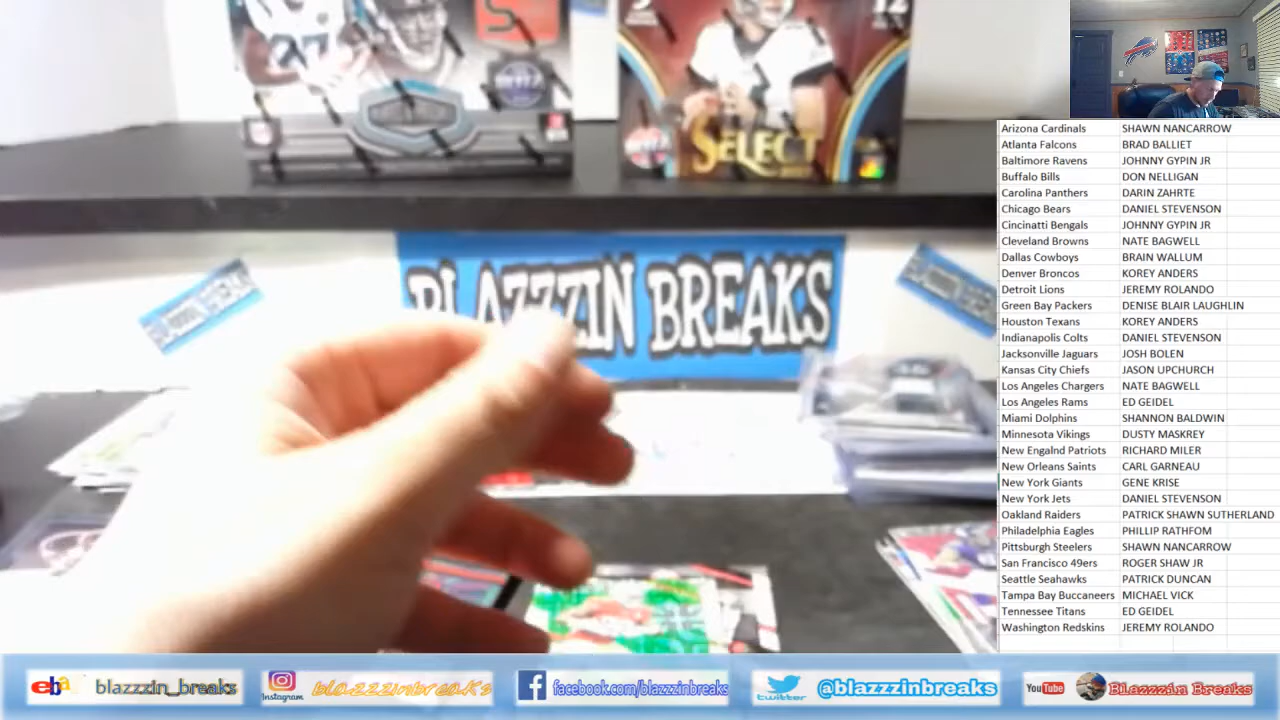 SELECT
BLAZZZIN BREAKS
Arizona Cardinals SHAWN NANCARROW
Atlanta Falcons BRAD BALLIET
Baltimore Ravens JOHNNY GYPIN JR
Buffalo Bills DON NELLIGAN
Carolina Panthers DARIN ZAHRTE
Chicago Bears DANIEL STEVENSON
Cincinatti Bengals JOHNNY GYPIN JR
Cleveland Browns NATE BAGWELL
Dallas Cowboys BRAIN WALLUM
Denver Broncos KOREY ANDERS
Detroit Lions JEREMY ROLANDO
Green Bay Packers DENISE BLAIR LAUGHLIN
Houston Texans KOREY ANDERS
Indianapolis Colts DANIEL STEVENSON
Jacksonville Jaguars JOSH BOLEN
Kansas City Chiefs JASON UPCHURCH
Los Angeles Chargers NATE BAGWELL
Los Angeles Rams ED GEIDEL
Miami Dolphins SHANNON BALDWIN
Minnesota Vikings DUSTY MASKREY
New Engalnd Patriots RICHARD MILER
New Orleans Saints CARL GARNEAU
New York Giants GENE KRISE
New York Jets DANIEL STEVENSON
Oakland Raiders PATRICK SHAWN SUTHERLAND
Philadelphia Eagles PHILLIP RATHFOM
Pittsburgh Steelers SHAWN NANCARROW
San Francisco 49ers ROGER SHAW JR
Seattle Seahawks PATRICK DUNCAN
Tampa Bay Buccaneers MICHAEL VICK
Tennessee Titans ED GEIDEL
Washington Redskins JEREMY ROLANDO
eba blazzzin_breaks Instagram blazzzinbreaks facebook.com/blazzzinbreaks twitter @blazzzinbreaks YouTube Blazzzin Breaks